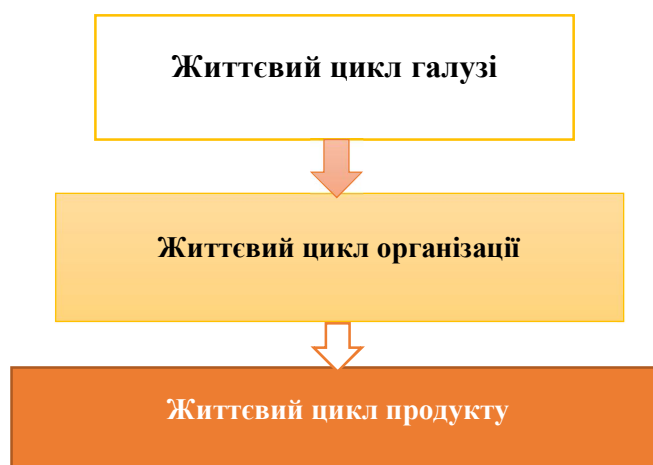 Життєвий цикл галузі
Життєвий цикл організації
Життєвий цикл продукту